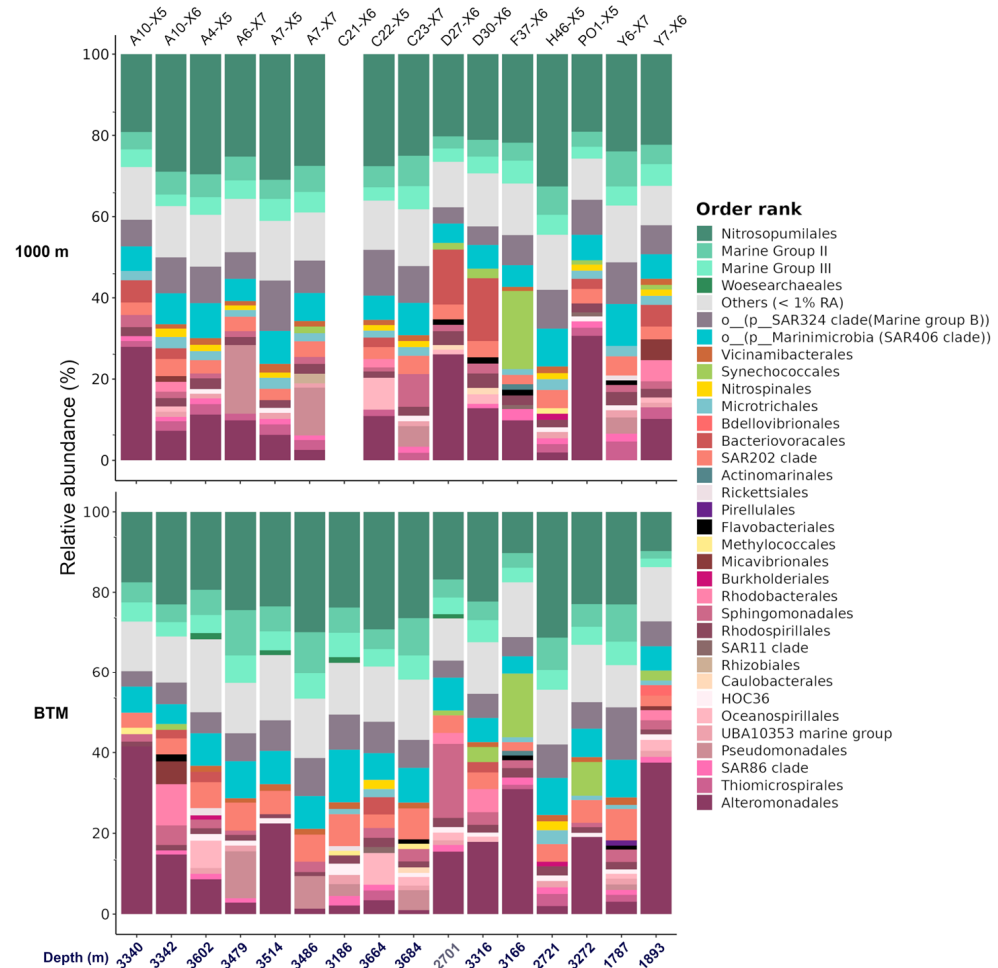 A10-X5 A10-X6 A4-X5 A6-X7 A7-X5 A7-X7 C21-X6 C22-X5 C23-X7 D27-X6 D30-X6 F37-X6 H46-X5 PO1-X5 Y6-X7 Y7-X6
100
80
60
40
20
0
1000 m
Relative abundance (%)
100
80
60
40
20
0
BTM
Depth (m) 3340 3342 3602 3479 3514 3486 3186 3664 3684 2701 3316 3166 2721 3272 1787 1893
Order rank
Nitrosopumilales
Marine Group II
Marine Group III
Woesearchaeales
Others (< 1% RA)
o__(p__SAR324 clade(Marine group B))
o__(p__Marinimicrobia (SAR406 clade))
Vicinamibacterales
Synechococcales
Nitrospinales
Microtrichales
Bdellovibrionales
Bacteriovoracales
SAR202 clade
Actinomarinales
Rickettsiales
Pirellulales
Flavobacteriales
Methylococcales
Micavibrionales
Burkholderiales
Rhodobacterales
Sphingomonadales
Rhodospirillales
SAR11 clade
Rhizobiales
Caulobacterales
HOC36
Oceanospirillales
UBA10353 marine group
Pseudomonadales
SAR86 clade
Thiomicrospirales
Alteromonadales